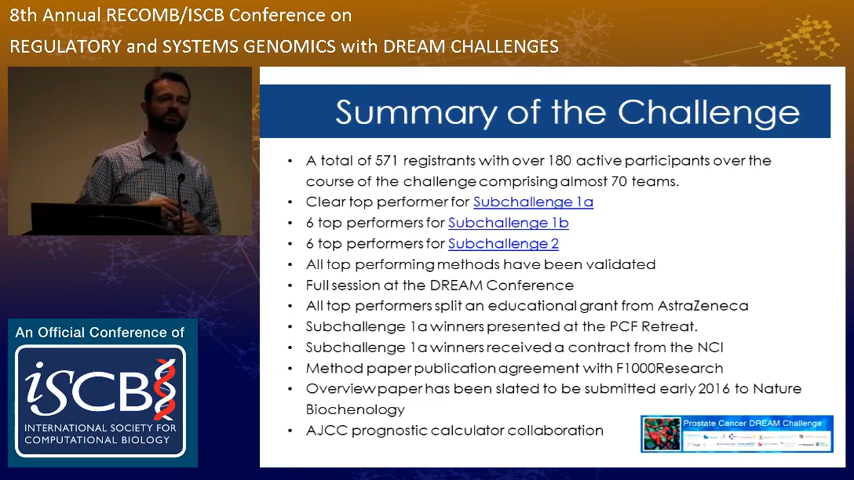 8th Annual RECOMB/ISCB Conference on
REGULATORY and SYSTEMS GENOMICS with DREAM CHALLENGES
Summary of the Challenge
• A total of 571 registrants with over 180 active participants over the
course of the challenge comprising almost 70 teams.
• Clear top performer for Subchallenge 1a
• 6 top performers for Subchallenge 1b
• 6 top performers for Subchallenge 2
• All top performing methods have been validated
• Full session at the DREAM Conference
• All top performers split an educational grant from AstraZeneca
• Subchallenge 1a winners presented at the PCF Retreat.
• Subchallenge 1a winners received a contract from the NCI
• Method paper publication agreement with F1000Research
• Overview paper has been slated to be submitted early 2016 to Nature
Biochenology
• AJCC prognostic calculator collaboration
Prostate Cancer DREAM Challenge
An Official Conference of
iSCB
INTERNATIONAL SOCIETY FOR
COMPUTATIONAL BIOLOGY